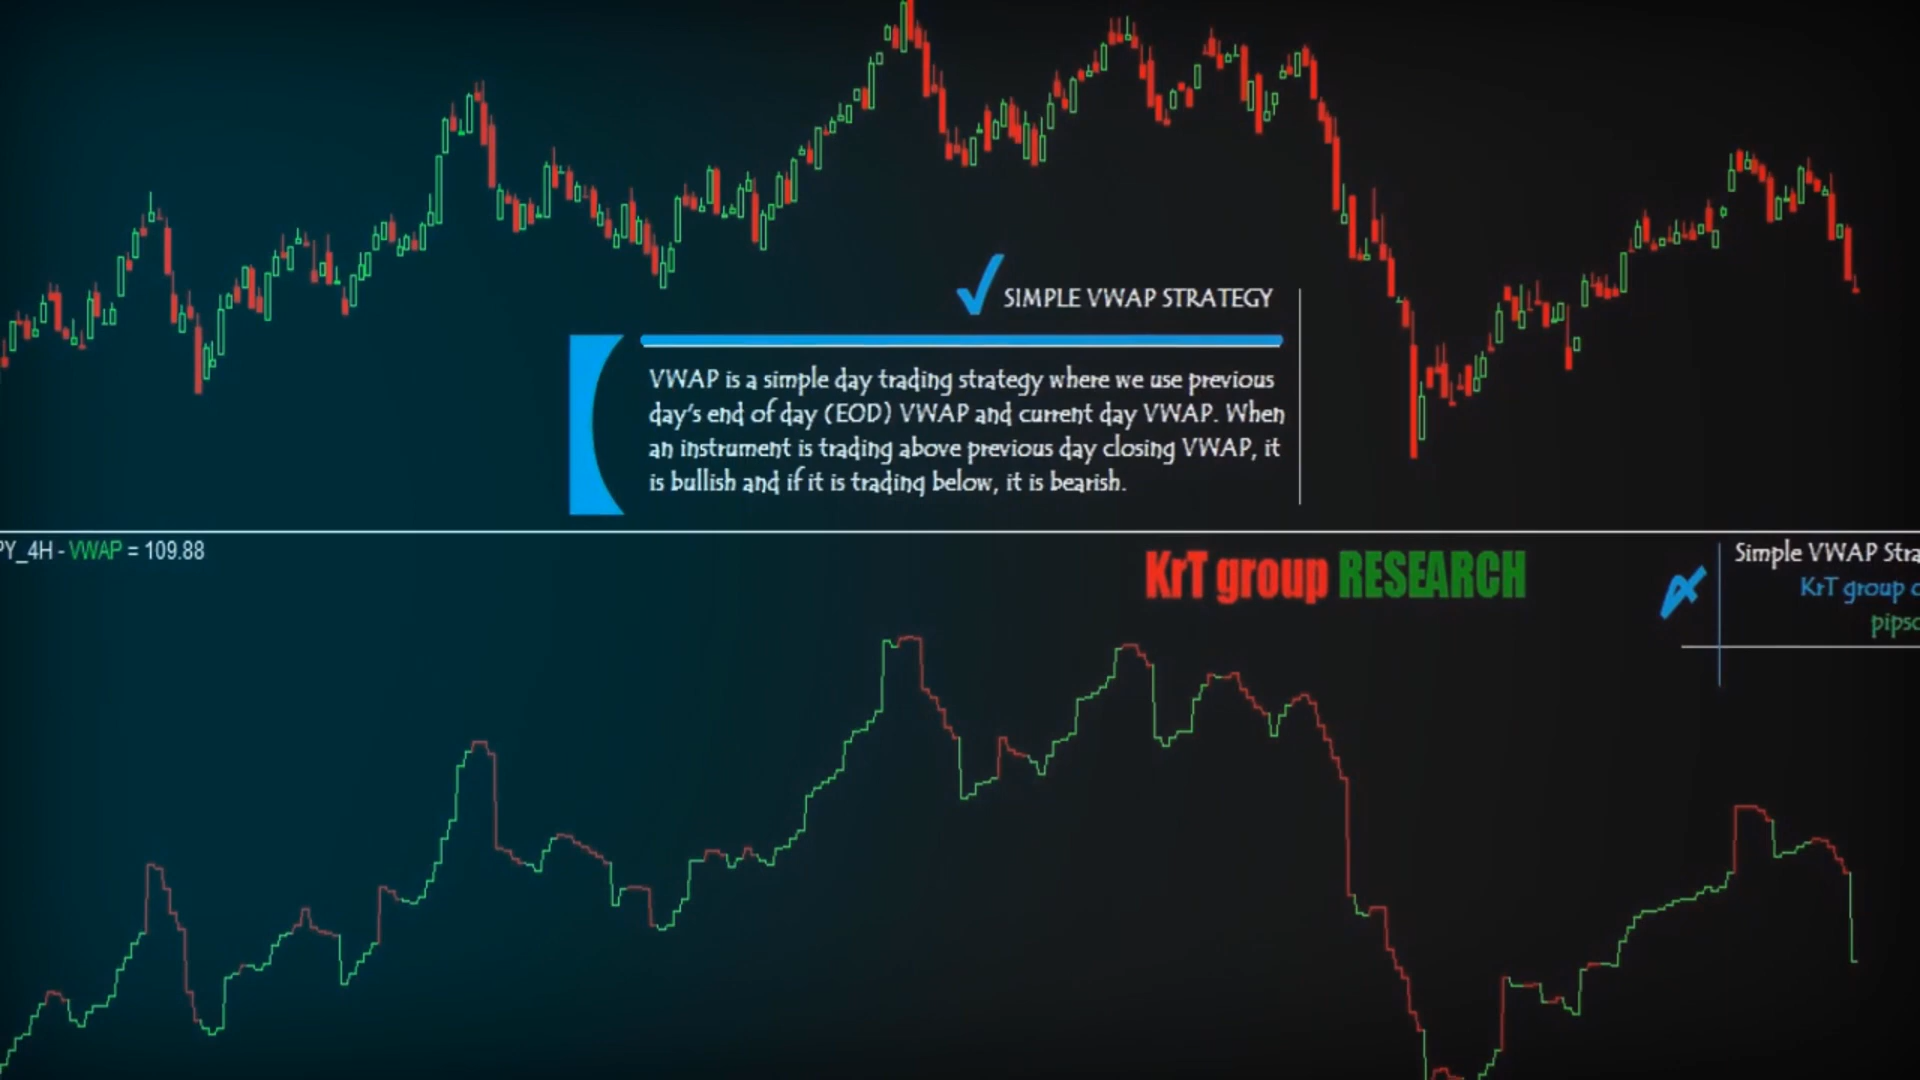 SIMPLE VWAP STRATEGY
VWAP is a simple day trading strategy where we use previous
day's end of day (EOD) VWAP and current day VWAP. When
an instrument is trading above previous day closing VWAP, it
is bullish and if it is trading below, it is bearish.
PY_4H - VWAP = 109.88
KrT group RESEARCH
Simple VWAP Stra
KrT group